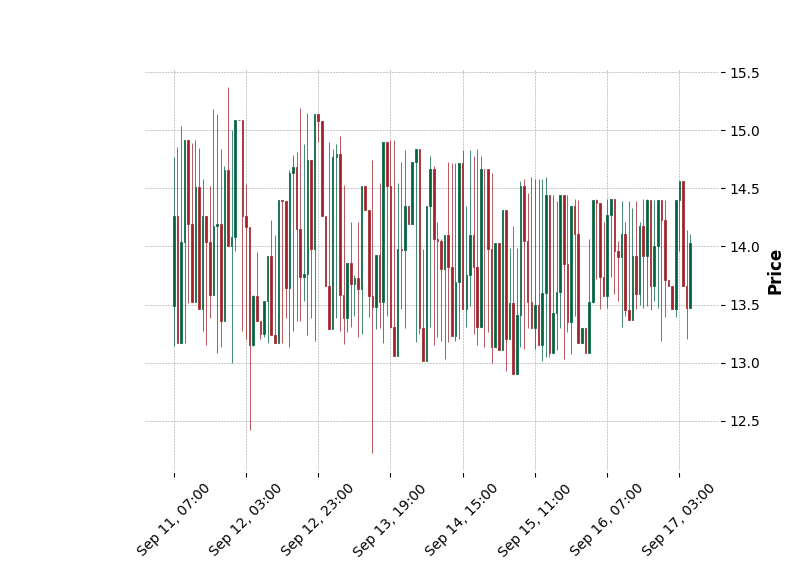 15.5
15.0
14.5
14.0
13.5
13.0
12.5
Price
Sep 11, 07:00
Sep 12, 03:00
Sep 12, 23:00
Sep 13, 19:00
Sep 14, 15:00
Sep 15, 11:00
Sep 16, 07:00
Sep 17, 03:00